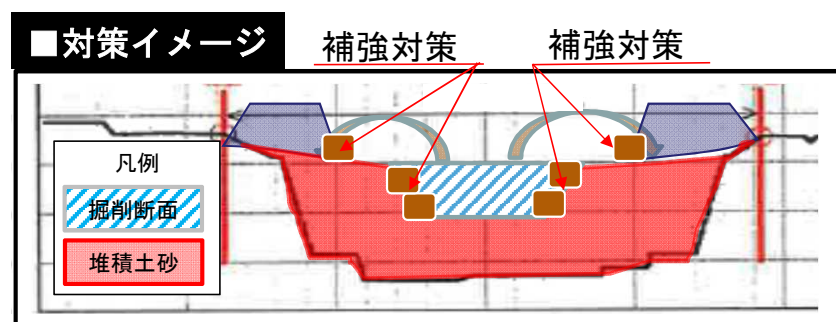 ■対策イメージ
補強対策
補強対策
凡例
掘削断面
堆積土砂